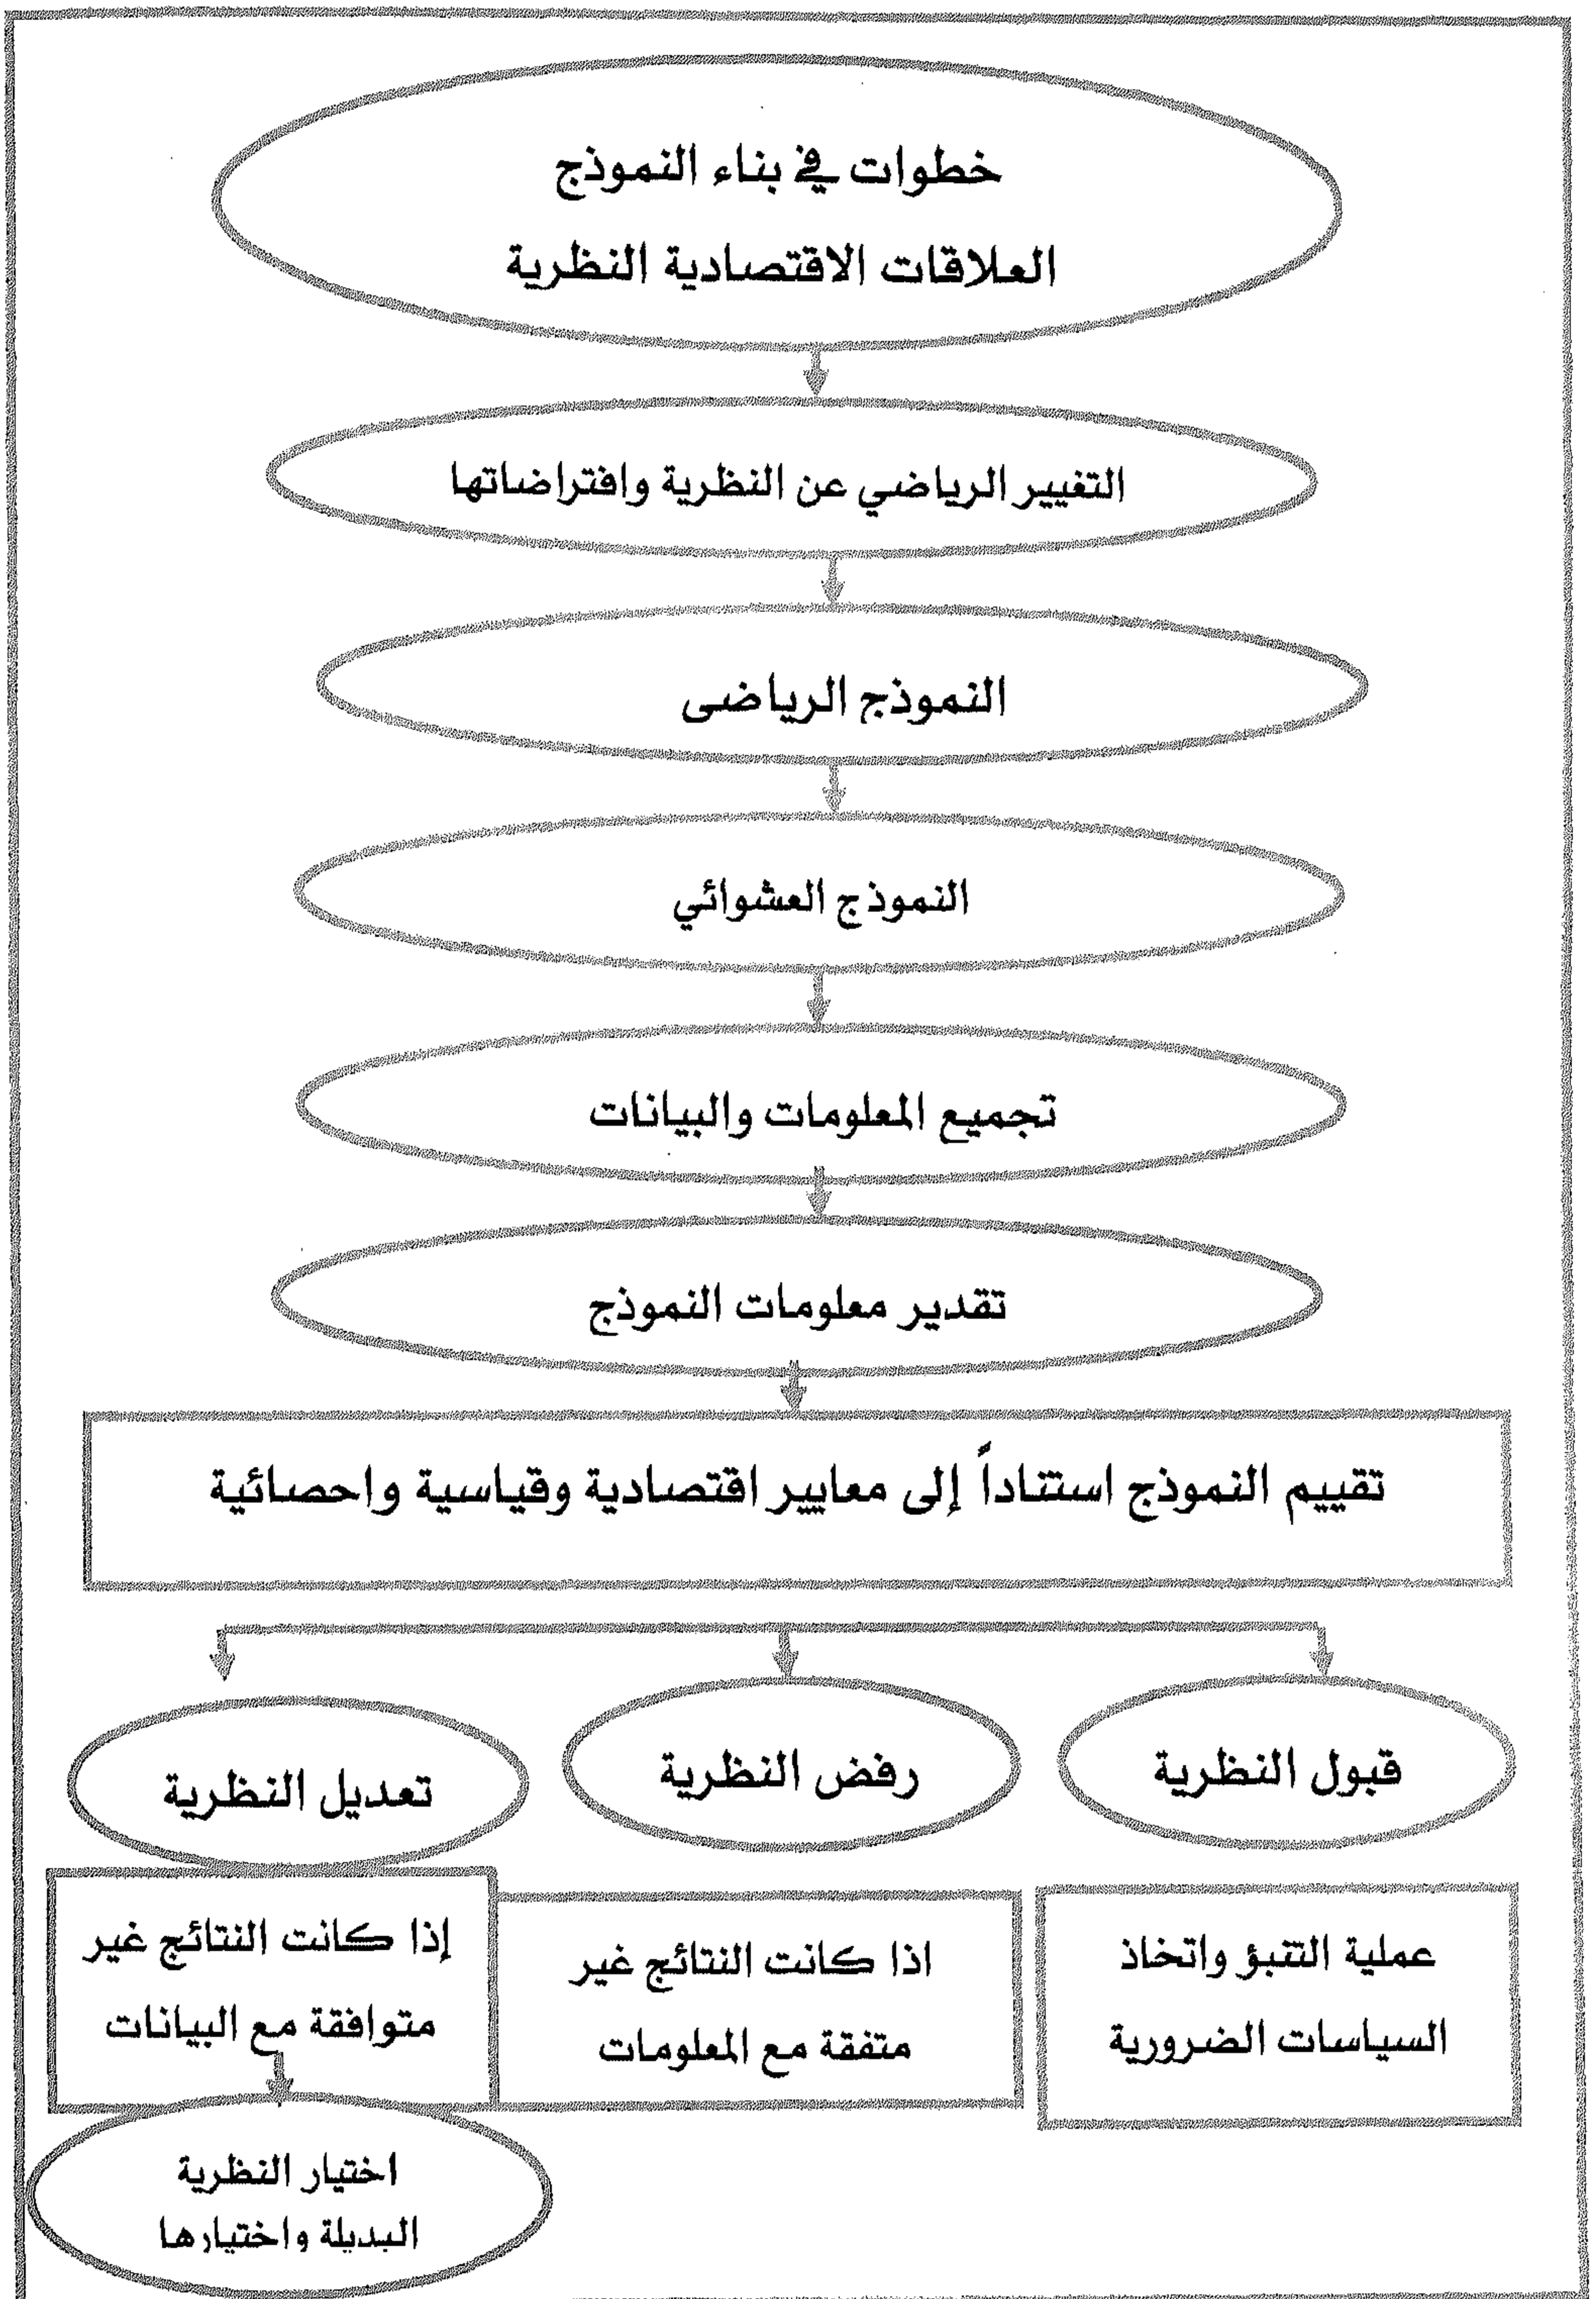 خطوات في بناء النموذج
العلاقات الاقتصادية النظرية
التغيير الرياضي عن النظرية وافتراضاتها
النموذج الرياضى
النموذج العشوائي
تجميع المعلومات والبيانات
تقدير معلومات النموذج
تقييم النموذج استناداً إلى معايير اقتصادية وقياسية واحصائية
قبول النظرية
رفض النظرية
تعديل النظرية
عملية التنبؤ واتخاذ
السياسات الضرورية
اذا كانت النتائج غير
متفقة مع المعلومات
إذا كانت النتائج غير
متوافقة مع البيانات
اختيار النظرية
البديلة واختيارها